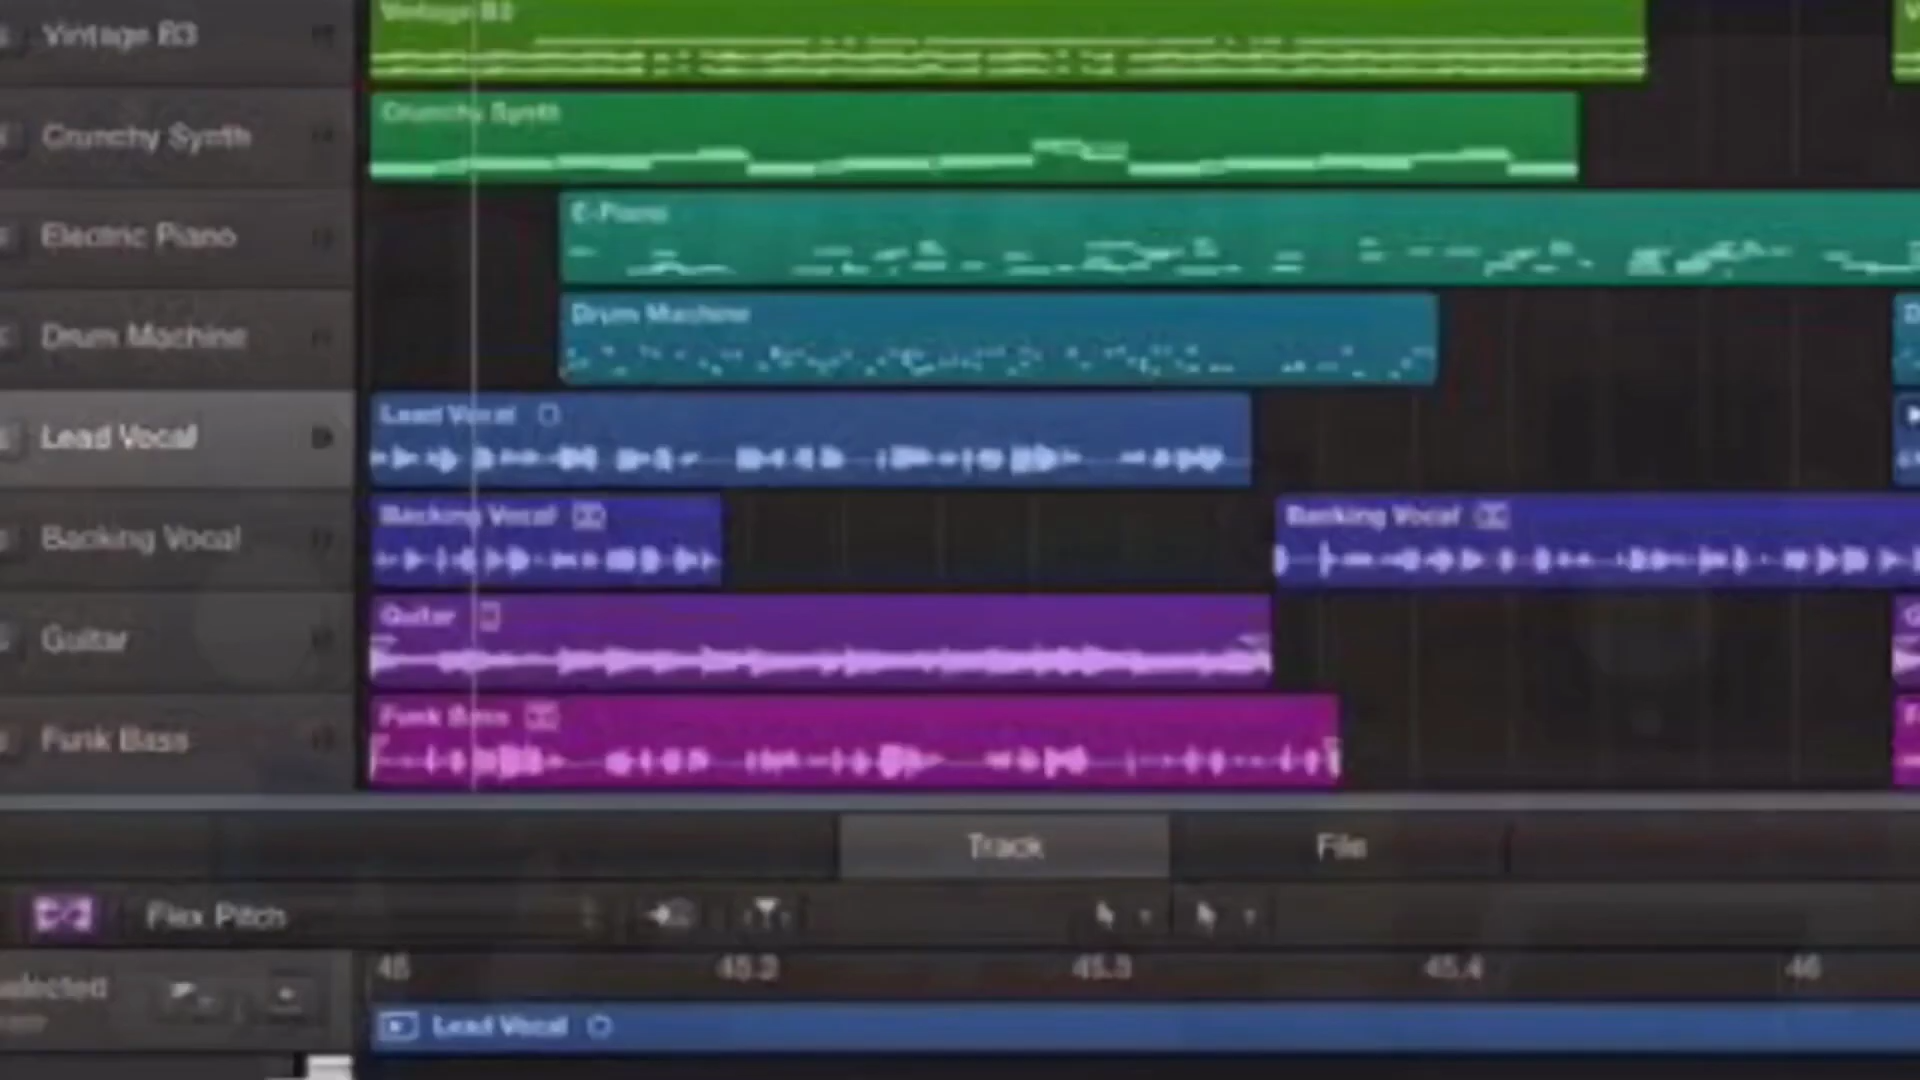 Vintage B3
Vintage B3
Crunchy Synth
Crunchy Synth
Electric Piano
E-Piano
Drum Machine
Drum Machine
Lead Vocal
Lead Vocal
Backing Vocal
Backing Vocal
Backing Vocal
Guitar
Guitar
Funk Bass
Funk Bass
Track
File
Flex Pitch
45
45.2
45.3
45.4
46
selected
Lead Vocal